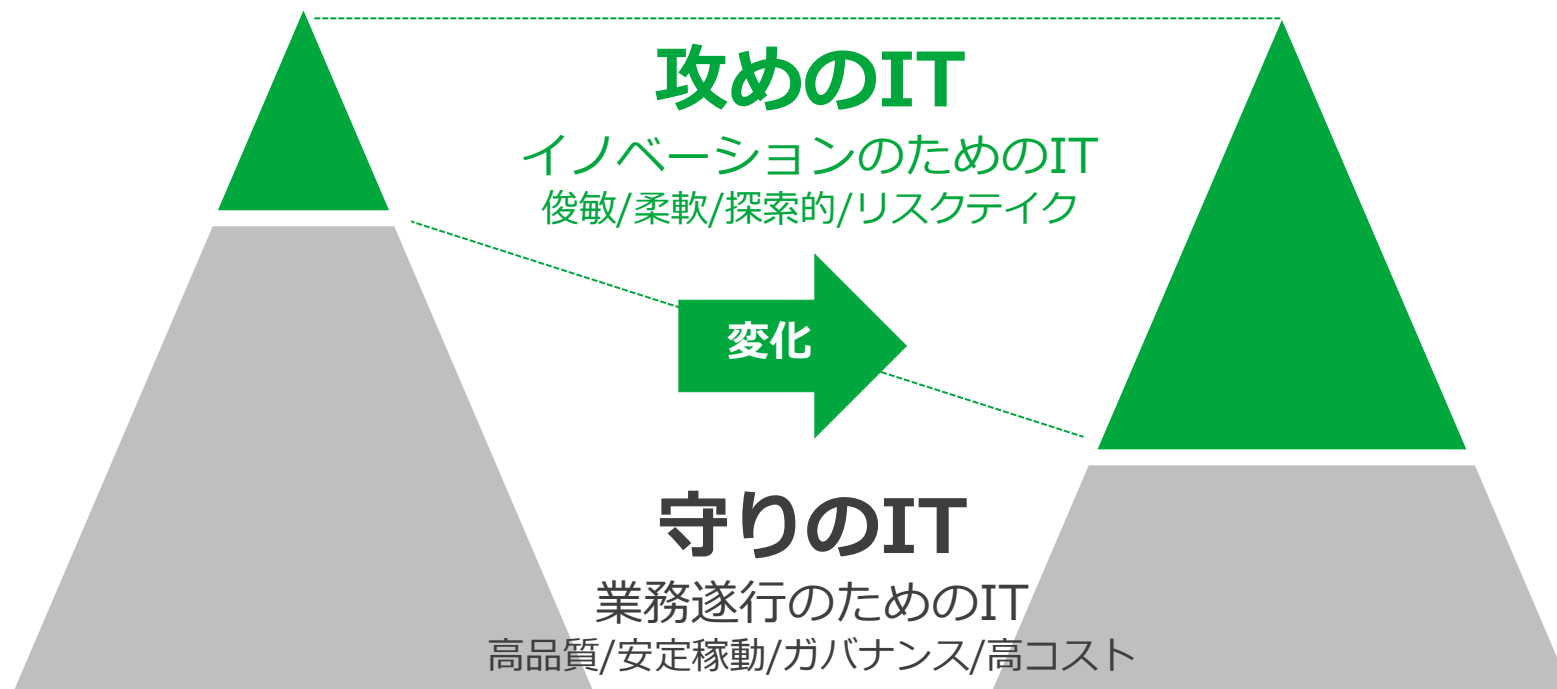 攻めのIT
イノベーションのためのIT
俊敏/柔軟/探索的/リスクテイク
変化
守りのIT
業務遂行のためのIT
高品質/安定稼動/ガバナンス/高コスト